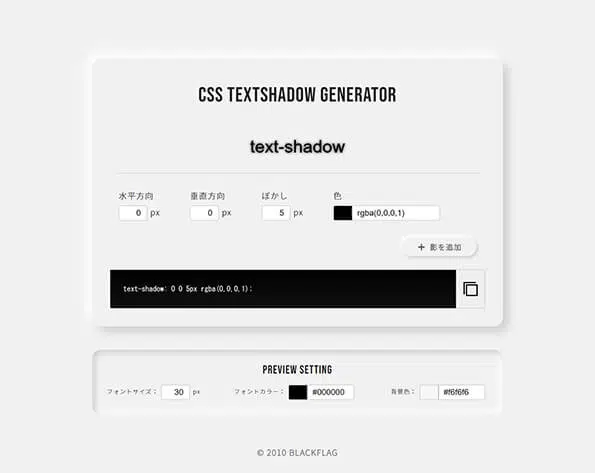 CSS TEXTSHADOW GENERATOR
text-shadow
水平方向 垂直方向 ぼかし 色
0 px 0 px 5 px rgba(0,0,0,1)
+ 影を追加
text-shadow: 0 0 5px rgba(0,0,0,1);
PREVIEW SETTING
フォントサイズ： 30 px フォントカラー： #000000 背景色： #f6f6f6
© 2010 BLACKFLAG